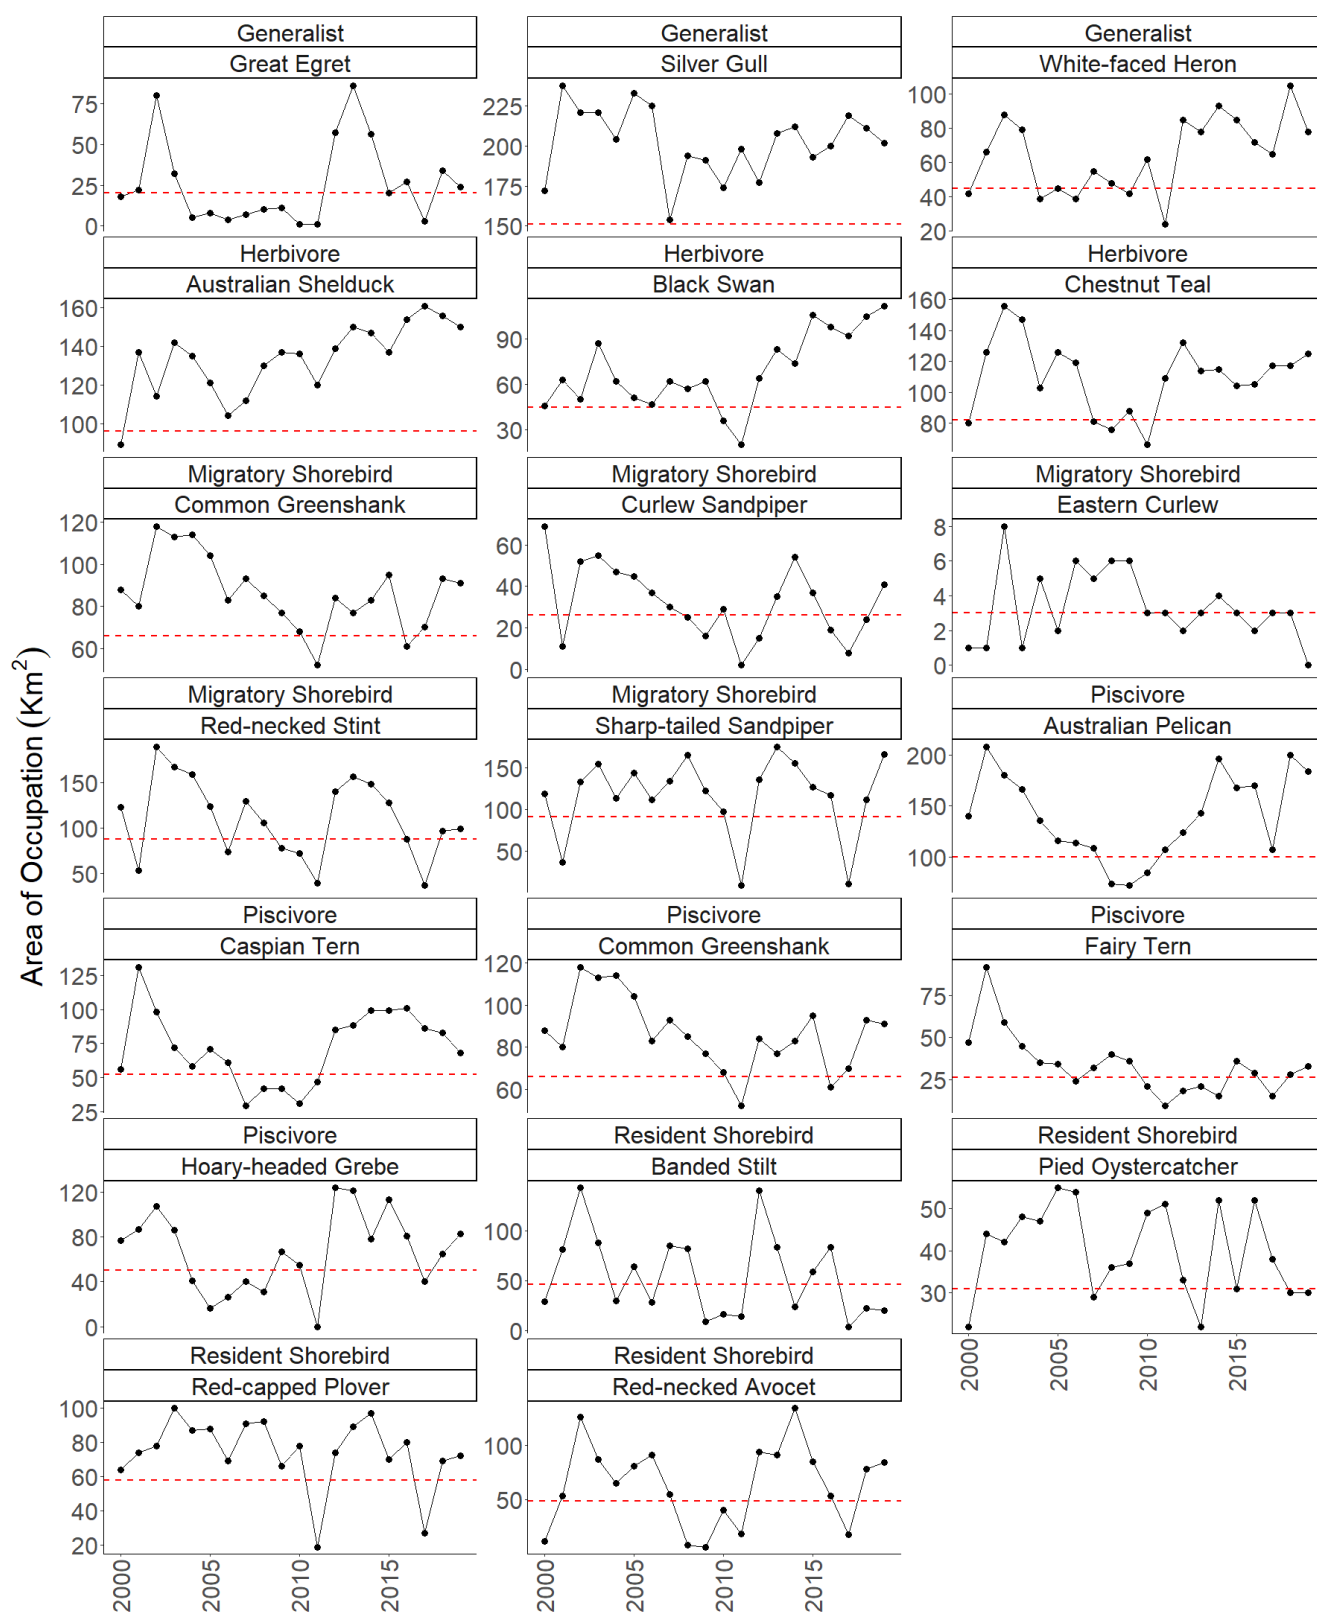 Area of Occupation (Km²)
Generalist
Great Egret
75
50
25
0
Generalist
Silver Gull
225
200
175
150
Generalist
White-faced Heron
100
80
60
40
20
Herbivore
Australian Shelduck
160
140
120
100
Herbivore
Black Swan
90
60
30
Herbivore
Chestnut Teal
160
140
120
100
80
Migratory Shorebird
Common Greenshank
120
100
80
60
Migratory Shorebird
Curlew Sandpiper
60
40
20
0
Migratory Shorebird
Eastern Curlew
8
6
4
2
0
Migratory Shorebird
Red-necked Stint
150
100
50
Migratory Shorebird
Sharp-tailed Sandpiper
150
100
50
Piscivore
Australian Pelican
200
150
100
Piscivore
Caspian Tern
125
100
75
50
25
Piscivore
Common Greenshank
120
100
80
60
Piscivore
Fairy Tern
75
50
25
Piscivore
Hoary-headed Grebe
120
80
40
0
Resident Shorebird
Banded Stilt
100
50
0
Resident Shorebird
Pied Oystercatcher
50
40
30
2000
2005
2010
2015
Resident Shorebird
Red-capped Plover
100
80
60
40
20
2000
2005
2010
2015
Resident Shorebird
Red-necked Avocet
100
50
2000
2005
2010
2015